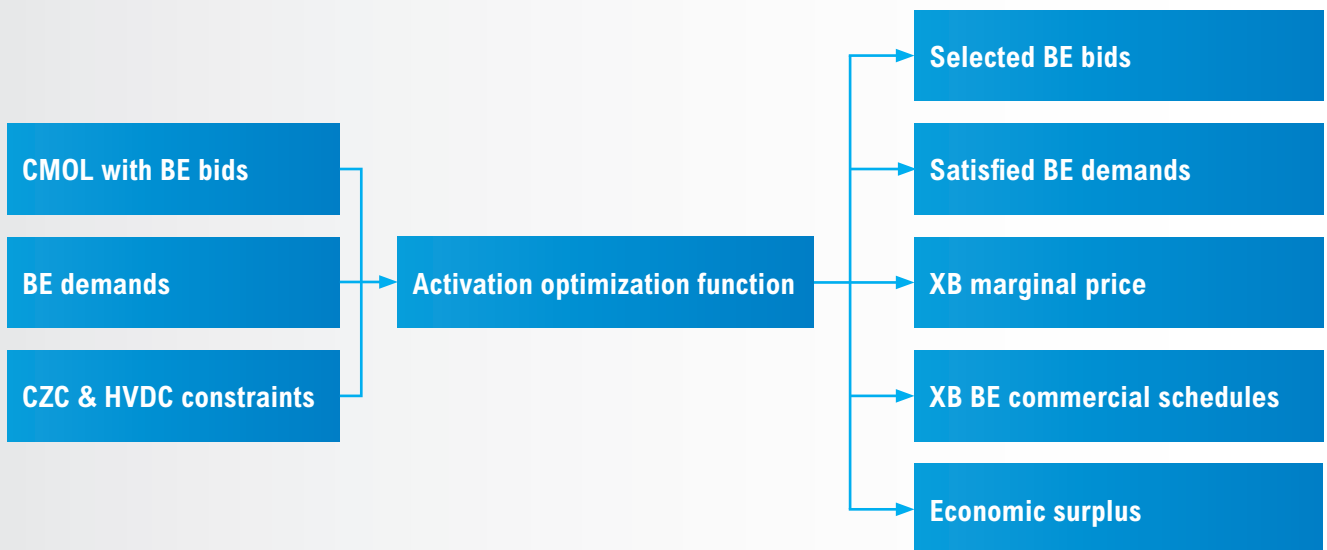 CMOL with BE bids
BE demands
CZC & HVDC constraints
Activation optimization function
Selected BE bids
Satisfied BE demands
XB marginal price
XB BE commercial schedules
Economic surplus